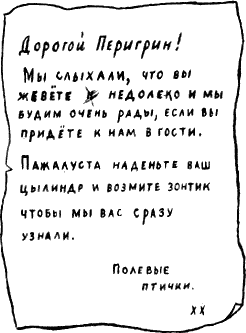 Дорогой Перигрин!
Мы слыхали, что вы
жевёте недолеко и мы
будим очень рады, если вы
придёте к нам в гости.
Пажалуста наденьте ваш
цылиндр и возмите зонтик
чтобы мы вас сразу
узнали.
Полевые
птички.
хх